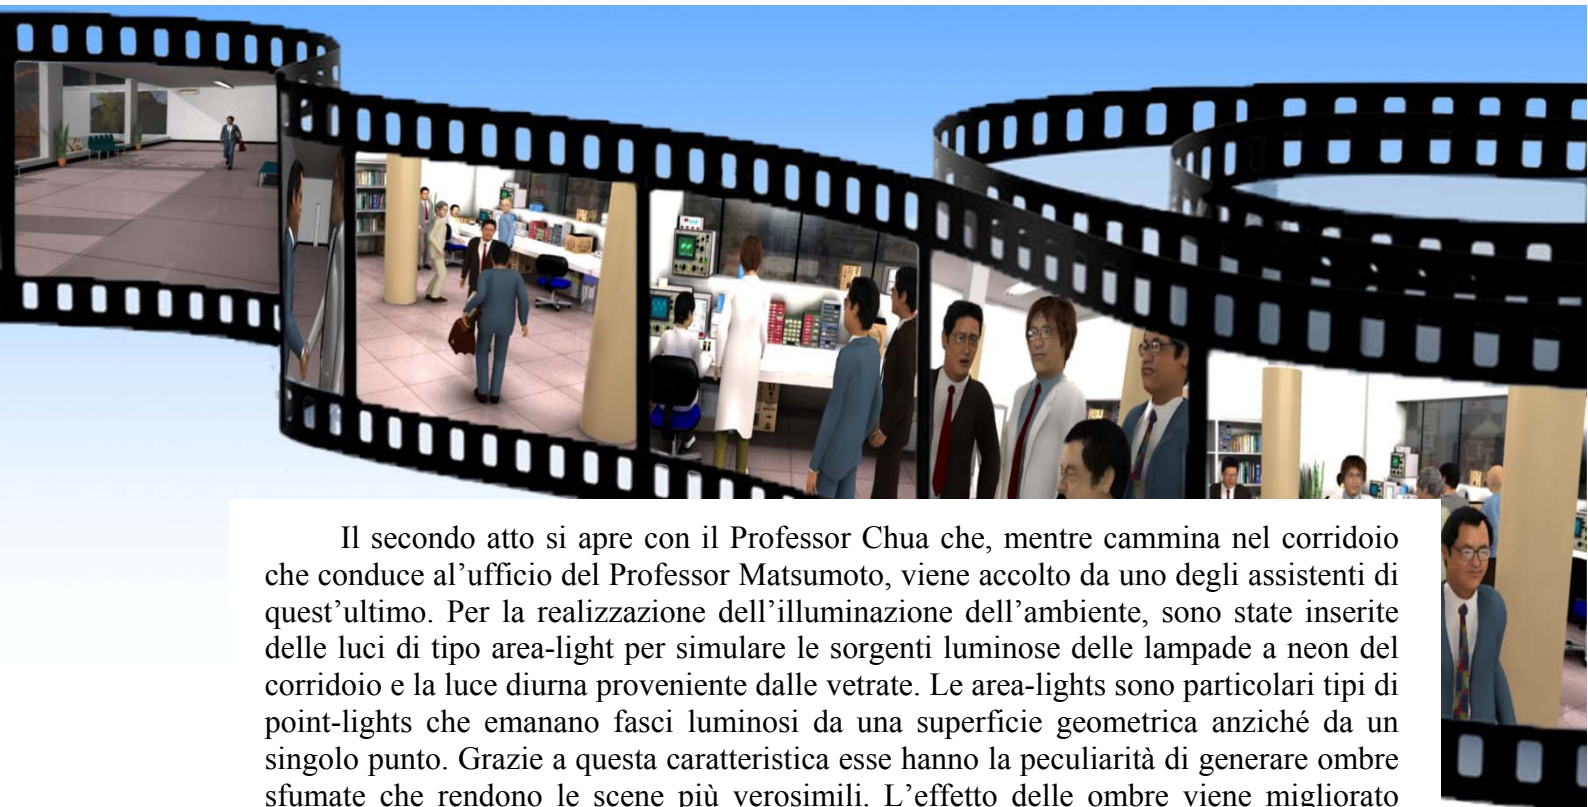 Il secondo atto si apre con il Professor Chua che, mentre cammina nel corridoio
che conduce al’ufficio del Professor Matsumoto, viene accolto da uno degli assistenti di
quest’ultimo. Per la realizzazione dell’illuminazione dell’ambiente, sono state inserite
delle luci di tipo area-light per simulare le sorgenti luminose delle lampade a neon del
corridoio e la luce diurna proveniente dalle vetrate. Le area-lights sono particolari tipi di
point-lights che emanano fasci luminosi da una superficie geometrica anziché da un
singolo punto. Grazie a questa caratteristica esse hanno la peculiarità di generare ombre
sfumate che rendono le scene più verosimili. L’effetto delle ombre viene migliorato